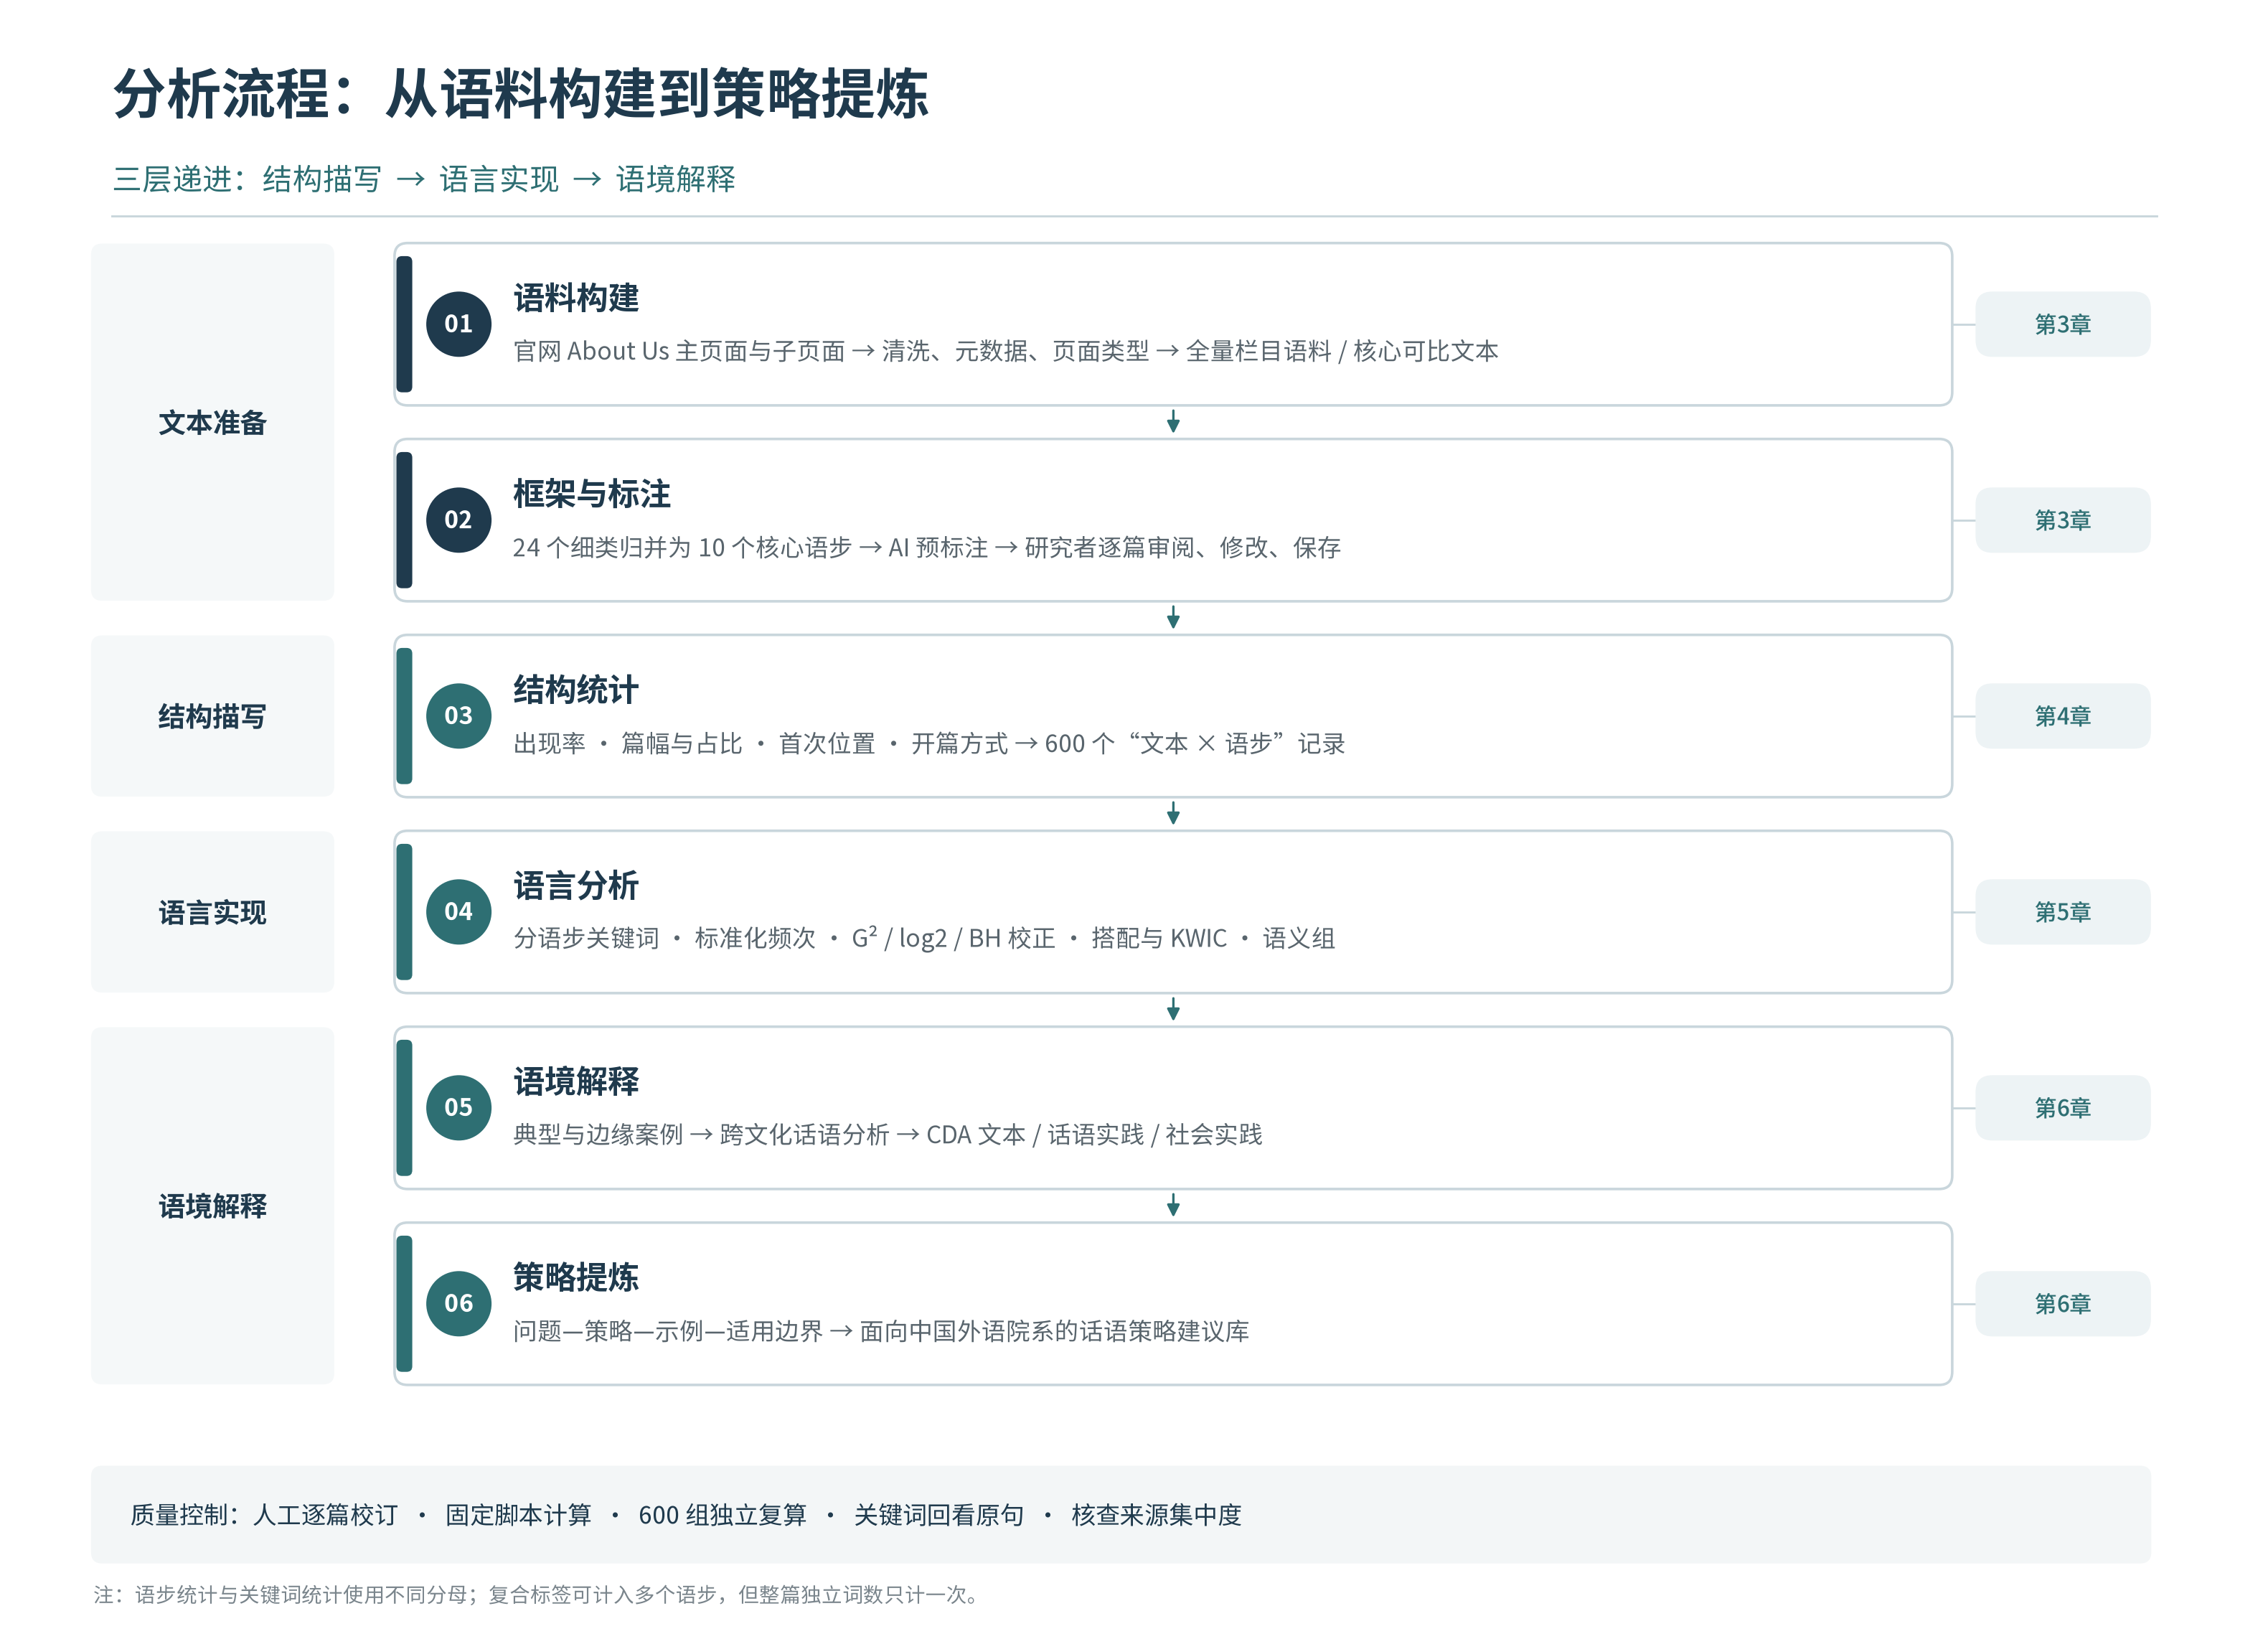 分析流程：从语料构建到策略提炼
三层递进：结构描写 → 语言实现 → 语境解释
文本准备
01
语料构建
官网 About Us 主页面与子页面 → 清洗、元数据、页面类型 → 全量栏目语料 / 核心可比文本
第3章
02
框架与标注
24 个细类归并为 10 个核心语步 → AI 预标注 → 研究者逐篇审阅、修改、保存
第3章
结构描写
03
结构统计
出现率 · 篇幅与占比 · 首次位置 · 开篇方式 → 600 个“文本 × 语步”记录
第4章
语言实现
04
语言分析
分语步关键词 · 标准化频次 · G² / log2 / BH 校正 · 搭配与 KWIC · 语义组
第5章
语境解释
05
语境解释
典型与边缘案例 → 跨文化话语分析 → CDA 文本 / 话语实践 / 社会实践
第6章
06
策略提炼
问题—策略—示例—适用边界 → 面向中国外语院系的话语策略建议库
第6章
质量控制：人工逐篇校订 · 固定脚本计算 · 600 组独立复算 · 关键词回看原句 · 核查来源集中度
注：语步统计与关键词统计使用不同分母；复合标签可计入多个语步，但整篇独立词数只计一次。